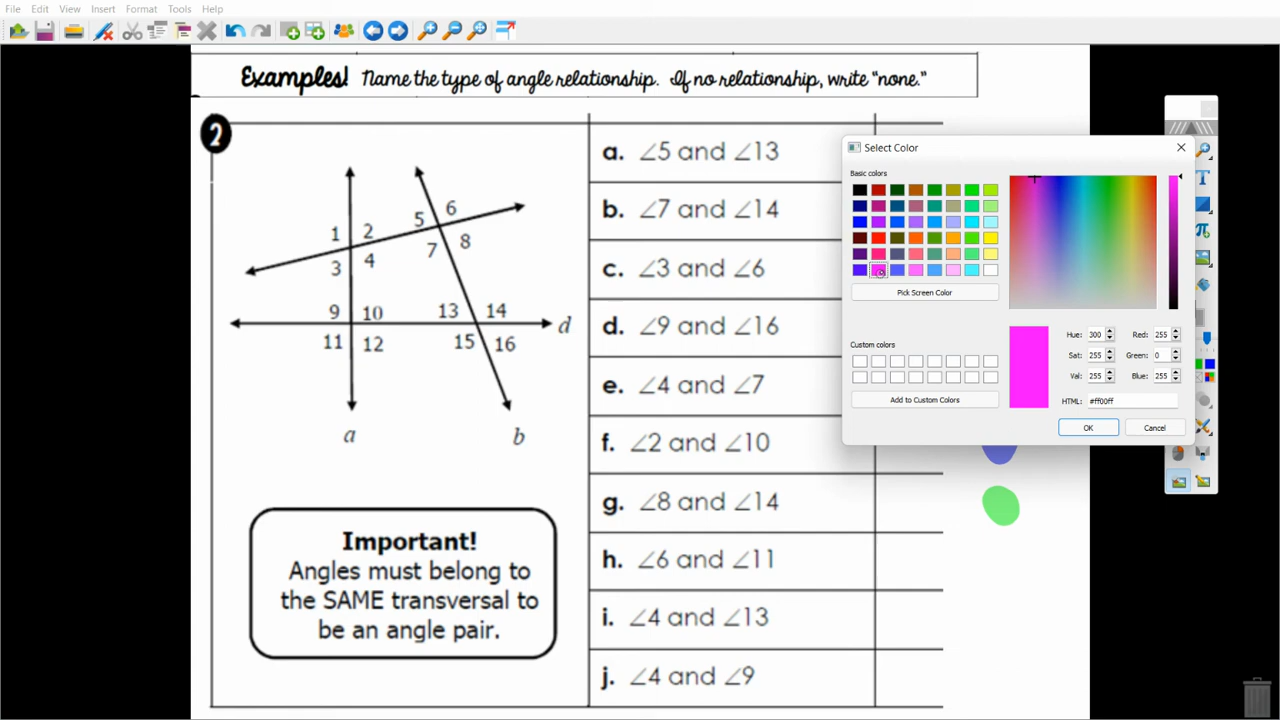 File Edit View Insert Format Tools Help
Examples! Name the type of angle relationship. If no relationship, write "none."
2
a. ∠5 and ∠13
b. ∠7 and ∠14
c. ∠3 and ∠6
d. ∠9 and ∠16
e. ∠4 and ∠7
f. ∠2 and ∠10
g. ∠8 and ∠14
h. ∠6 and ∠11
i. ∠4 and ∠13
j. ∠4 and ∠9
1 2 5 6
3 4 7 8
9 10 13 14 d
11 12 15 16
a b
Important!
Angles must belong to
the SAME transversal to
be an angle pair.
Select Color
Basic colors
Pick Screen Color
Custom colors
Add to Custom Colors
Hue: 300 Red: 255
Sat: 255 Green: 0
Val: 255 Blue: 255
HTML: #ff00ff
OK Cancel
T
π